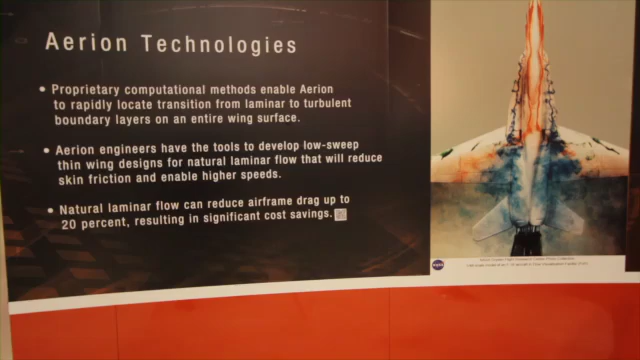 Aerion Technologies
• Proprietary computational methods enable Aerion
to rapidly locate transition from laminar to turbulent
boundary layers on an entire wing surface.
• Aerion engineers have the tools to develop low-sweep
thin wing designs for natural laminar flow that will reduce
skin friction and enable higher speeds.
• Natural laminar flow can reduce airframe drag up to
20 percent, resulting in significant cost savings.